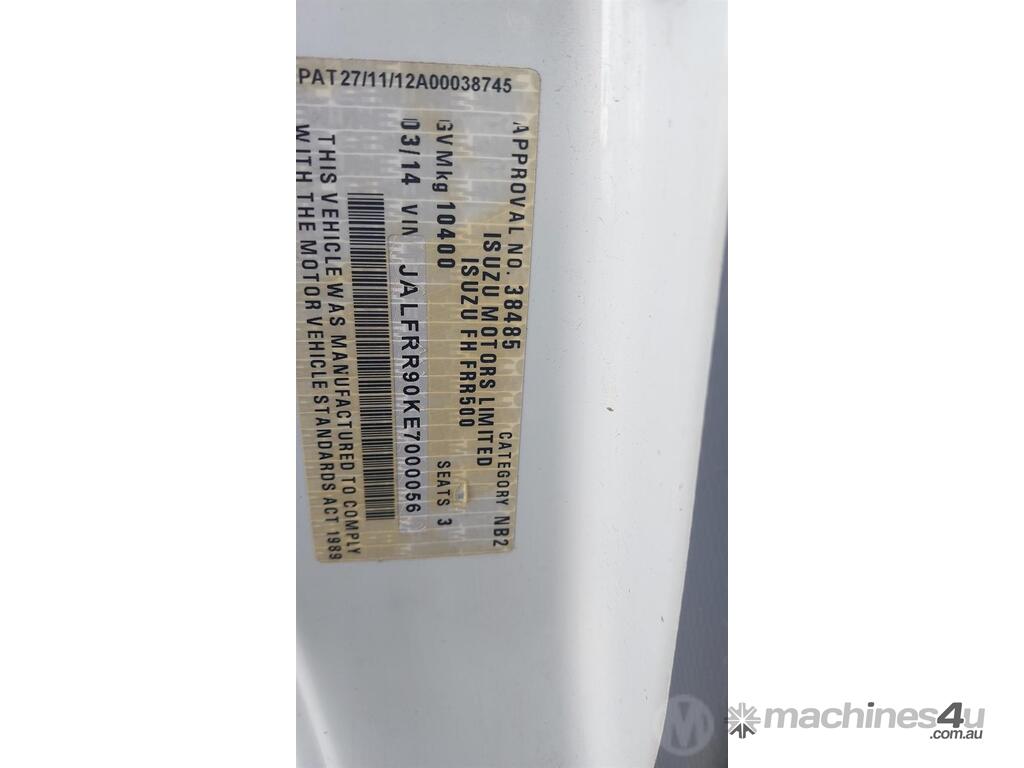 PAT27/11/12A00038745
APPROVAL NO. 38485 CATEGORY NB2
ISUZU MOTORS LIMITED
ISUZU FH FRR500
GVMkg 10400 SEATS 3
03/14 VIN JALFRR90KE7000056
THIS VEHICLE WAS MANUFACTURED TO COMPLY
WITH THE MOTOR VEHICLE STANDARDS ACT 1989
M
machines4u
.com.au